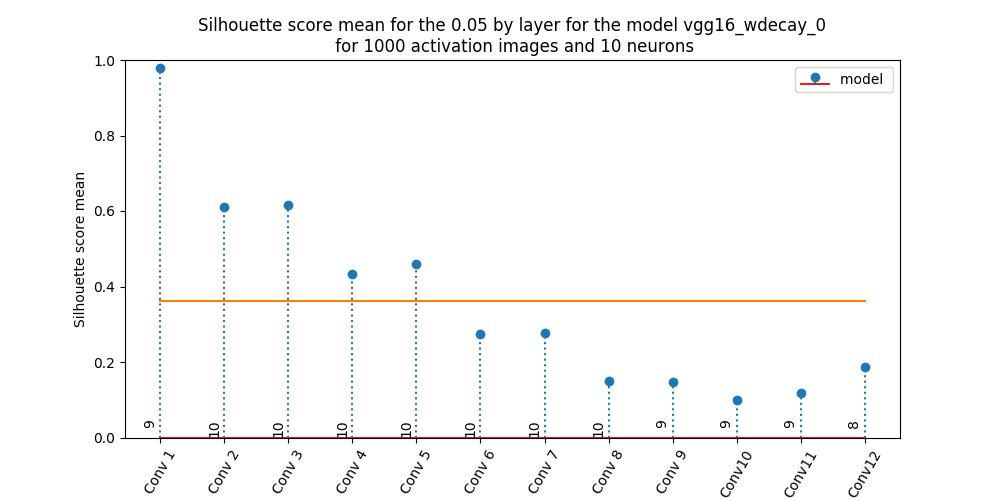 Silhouette score mean for the 0.05 by layer for the model vgg16_wdecay_0
for 1000 activation images and 10 neurons
model
Silhouette score mean
1.0
0.8
0.6
0.4
0.2
0.0
9
10
10
10
10
10
10
10
9
9
9
8
Conv 1
Conv 2
Conv 3
Conv 4
Conv 5
Conv 6
Conv 7
Conv 8
Conv 9
Conv10
Conv11
Conv12